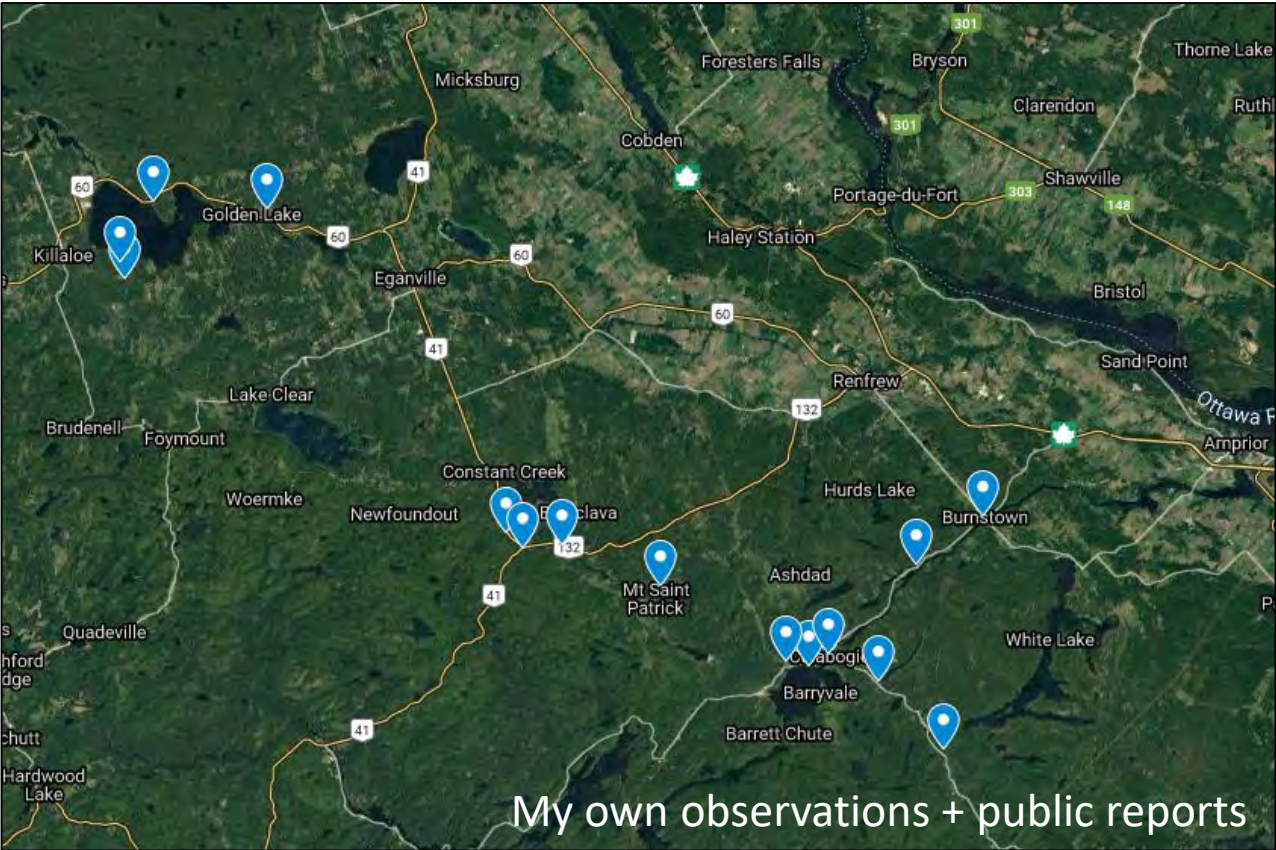 301
Thorne Lake
Foresters Falls
Bryson
Micksburg
Clarendon
301
Cobden
41
60
Shawville
Portage-du-Fort
303
148
Golden Lake
60
Haley Station
Killaloe
60
Eganville
Bristol
60
41
Sand Point
Renfrew
Lake Clear
132
Ottawa
Brudenell
Foymount
Arnprior
Constant Creek
Hurds Lake
Woermke
Newfoundout
Burnstown
132
Ashdad
41
Mt Saint
Patrick
Quadeville
White Lake
Barryvale
41
Barrett Chute
Hardwood
Lake
My own observations + public reports